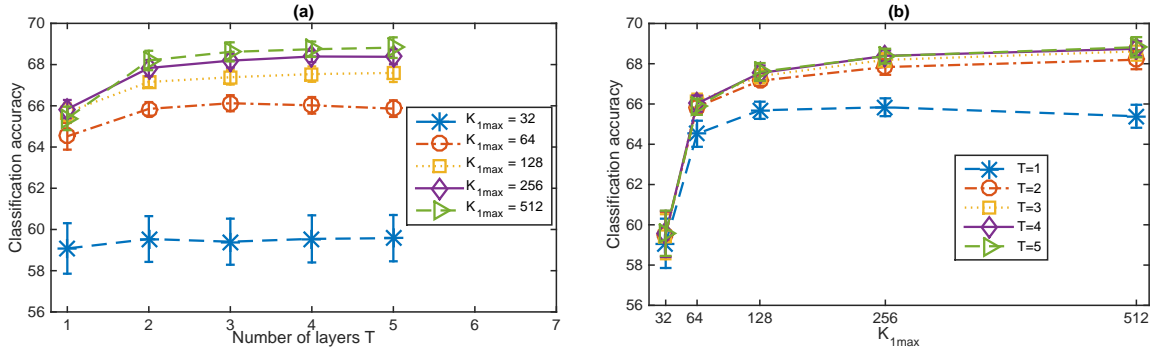 (a)
Classification accuracy
70
68
66
64
62
60
58
56
1 2 3 4 5 6 7
Number of layers T
K1max = 32
K1max = 64
K1max = 128
K1max = 256
K1max = 512
(b)
Classification accuracy
70
68
66
64
62
60
58
56
32 64 128 256 512
K1max
T=1
T=2
T=3
T=4
T=5